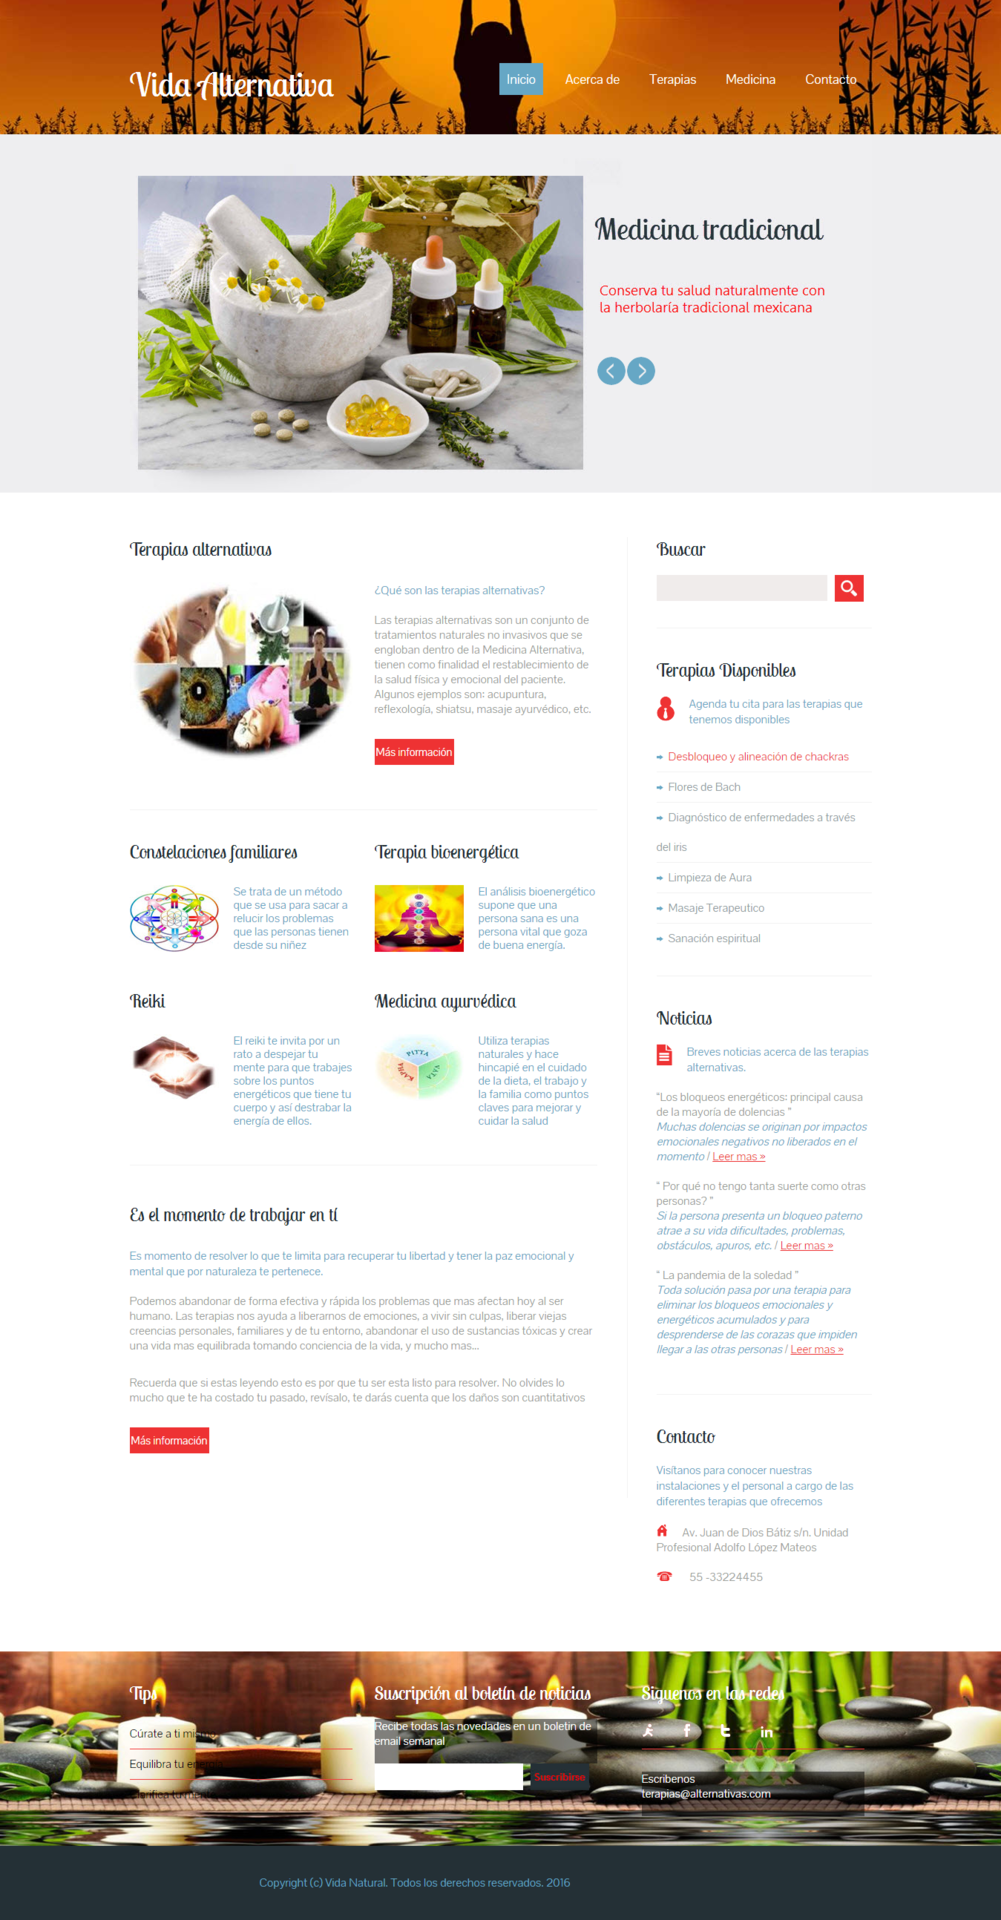 Vida Alternativa
Inicio
Acerca de
Terapias
Medicina
Contacto
Medicina tradicional
Conserva tu salud naturalmente con
la herbolaría tradicional mexicana
Terapias alternativas
¿Qué son las terapias alternativas?
Las terapias alternativas son un conjunto de
tratamientos naturales no invasivos que se
engloban dentro de la Medicina Alternativa,
tienen como finalidad el restablecimiento de
la salud física y emocional del paciente.
Algunos ejemplos son: acupuntura,
reflexología, shiatsu, masaje ayurvédico, etc.
Más información
Constelaciones familiares
Se trata de un método
que se usa para sacar a
relucir los problemas
que las personas tienen
desde su niñez
Terapia bioenergética
El análisis bioenergético
supone que una
persona sana es una
persona vital que goza
de buena energía.
Reiki
El reiki te invita por un
rato a despejar tu
mente para que trabajes
sobre los puntos
energéticos que tiene tu
cuerpo y así destrabar la
energía de ellos.
Medicina ayurvédica
PITTA
VATA
KAPHA
Utiliza terapias
naturales y hace
hincapié en el cuidado
de la dieta, el trabajo y
la familia como puntos
claves para mejorar y
cuidar la salud
Es el momento de trabajar en tí
Es momento de resolver lo que te limita para recuperar tu libertad y tener la paz emocional y
mental que por naturaleza te pertenece.
Podemos abandonar de forma efectiva y rápida los problemas que mas afectan hoy al ser
humano. Las terapias nos ayuda a liberarnos de emociones, a vivir sin culpas, liberar viejas
creencias personales, familiares y de tu entorno, abandonar el uso de sustancias tóxicas y crear
una vida mas equilibrada tomando conciencia de la vida, y mucho mas...
Recuerda que si estas leyendo esto es por que tu ser esta listo para resolver. No olvides lo
mucho que te ha costado tu pasado, revísalo, te darás cuenta que los daños son cuantitativos
Más información
Buscar
Terapias Disponibles
Agenda tu cita para las terapias que
tenemos disponibles
Desbloqueo y alineación de chackras
Flores de Bach
Diagnóstico de enfermedades a través
del iris
Limpieza de Aura
Masaje Terapeutico
Sanación espiritual
Noticias
Breves noticias acerca de las terapias
alternativas.
“Los bloqueos energéticos: principal causa
de la mayoría de dolencias ”
Muchas dolencias se originan por impactos
emocionales negativos no liberados en el
momento / Leer mas »
“ Por qué no tengo tanta suerte como otras
personas? ”
Si la persona presenta un bloqueo paterno
atrae a su vida dificultades, problemas,
obstáculos, apuros, etc. / Leer mas »
“ La pandemia de la soledad ”
Toda solución pasa por una terapia para
eliminar los bloqueos emocionales y
energéticos acumulados y para
desprenderse de las corazas que impiden
llegar a las otras personas / Leer mas »
Contacto
Visítanos para conocer nuestras
instalaciones y el personal a cargo de las
diferentes terapias que ofrecemos
Av. Juan de Dios Bátiz s/n. Unidad
Profesional Adolfo López Mateos
55 -33224455
Tips
Cúrate a ti
Equilibra tu
Suscripción al boletín de noticias
Recibe todas las novedades en un boletin de
email semanal
Suscribirse
Siguenos en las redes
Escribenos
terapias@alternativas.com
Copyright (c) Vida Natural. Todos los derechos reservados. 2016